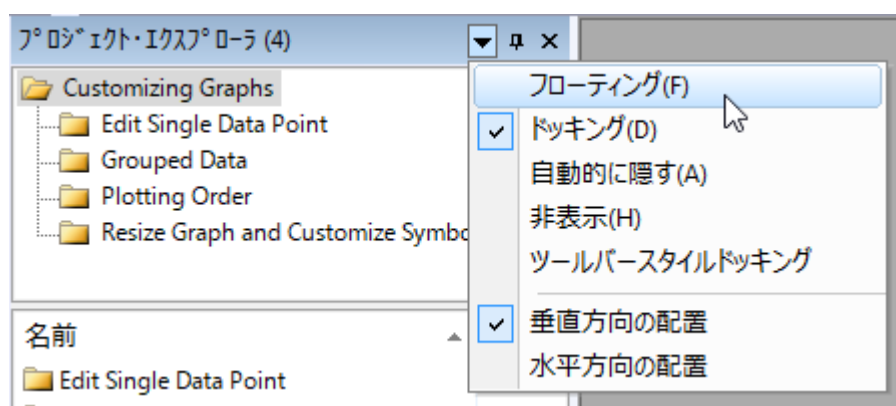 ﾌﾟﾛｼﾞｪｸﾄ･ｴｸｽﾌﾟﾛｰﾗ (4)
Customizing Graphs
Edit Single Data Point
Grouped Data
Plotting Order
Resize Graph and Customize Symbo
名前
Edit Single Data Point
フローティング(F)
ドッキング(D)
自動的に隠す(A)
非表示(H)
ツールバースタイルドッキング
垂直方向の配置
水平方向の配置